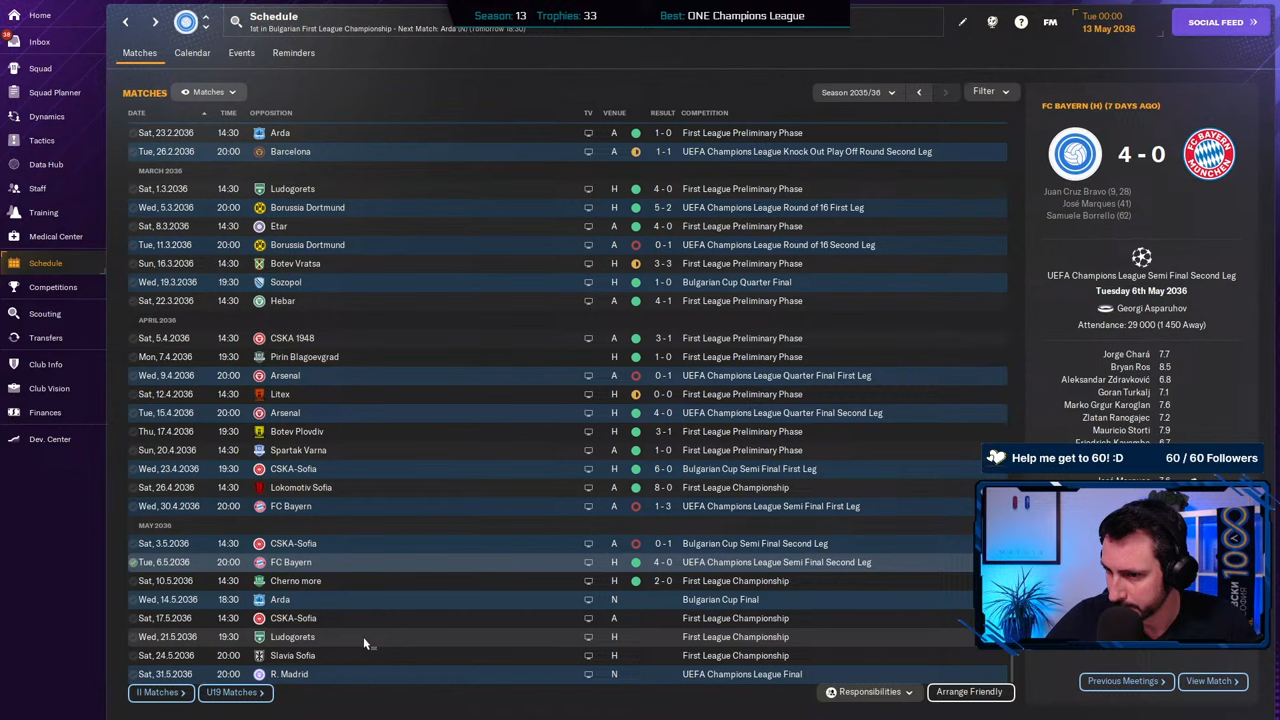 Home
38
Inbox
Squad
Squad Planner
Dynamics
Tactics
Data Hub
Staff
Training
Medical Center
Schedule
Competitions
Scouting
Transfers
Club Info
Club Vision
Finances
Dev. Center
Schedule
1st in Bulgarian First League Championship - Next Match: Arda (N) (Tomorrow 18:30)
Season: 13 Trophies: 33 Best: ONE Champions League
FM
Tue 00:00
13 May 2036
SOCIAL FEED
Matches Calendar Events Reminders
MATCHES Matches Season 2035/36 Filter
DATE TIME OPPOSITION TV VENUE RESULT COMPETITION
Sat, 23.2.2036 14:30 Arda A 1 - 0 First League Preliminary Phase
Tue, 26.2.2036 20:00 Barcelona A 1 - 1 UEFA Champions League Knock Out Play Off Round Second Leg
MARCH 2036
Sat, 1.3.2036 14:30 Ludogorets H 4 - 0 First League Preliminary Phase
Wed, 5.3.2036 20:00 Borussia Dortmund H 5 - 2 UEFA Champions League Round of 16 First Leg
Sat, 8.3.2036 14:30 Etar A 4 - 0 First League Preliminary Phase
Tue, 11.3.2036 20:00 Borussia Dortmund A 0 - 1 UEFA Champions League Round of 16 Second Leg
Sun, 16.3.2036 14:30 Botev Vratsa H 3 - 3 First League Preliminary Phase
Wed, 19.3.2036 19:30 Sozopol H 1 - 0 Bulgarian Cup Quarter Final
Sat, 22.3.2036 14:30 Hebar A 4 - 1 First League Preliminary Phase
APRIL 2036
Sat, 5.4.2036 14:30 CSKA 1948 A 3 - 1 First League Preliminary Phase
Mon, 7.4.2036 19:30 Pirin Blagoevgrad H 1 - 0 First League Preliminary Phase
Wed, 9.4.2036 20:00 Arsenal A 0 - 1 UEFA Champions League Quarter Final First Leg
Sat, 12.4.2036 14:30 Litex A 0 - 0 First League Preliminary Phase
Tue, 15.4.2036 20:00 Arsenal H 4 - 0 UEFA Champions League Quarter Final Second Leg
Thu, 17.4.2036 19:30 Botev Plovdiv H 3 - 1 First League Preliminary Phase
Sun, 20.4.2036 14:30 Spartak Varna A 1 - 0 First League Preliminary Phase
Wed, 23.4.2036 19:30 CSKA-Sofia H 6 - 0 Bulgarian Cup Semi Final First Leg
Sat, 26.4.2036 14:30 Lokomotiv Sofia H 8 - 0 First League Championship
Wed, 30.4.2036 20:00 FC Bayern A 1 - 3 UEFA Champions League Semi Final First Leg
MAY 2036
Sat, 3.5.2036 14:30 CSKA-Sofia A 0 - 1 Bulgarian Cup Semi Final Second Leg
Tue, 6.5.2036 20:00 FC Bayern H 4 - 0 UEFA Champions League Semi Final Second Leg
Sat, 10.5.2036 14:30 Cherno more H 2 - 0 First League Championship
Wed, 14.5.2036 18:30 Arda N Bulgarian Cup Final
Sat, 17.5.2036 14:30 CSKA-Sofia A First League Championship
Wed, 21.5.2036 19:30 Ludogorets H First League Championship
Sat, 24.5.2036 20:00 Slavia Sofia H First League Championship
Sat, 31.5.2036 20:00 R. Madrid N UEFA Champions League Final
II Matches U19 Matches Responsibilities Arrange Friendly
FC BAYERN (H) (7 DAYS AGO)
4 - 0
Juan Cruz Bravo (9, 28)
José Marques (41)
Samuele Borrello (62)
UEFA Champions League Semi Final Second Leg
Tuesday 6th May 2036
Georgi Asparuhov
Attendance: 29 000 (1 450 Away)
Jorge Chará 7.7
Bryan Ros 8.5
Aleksandar Zdravković 6.8
Goran Turkalj 7.1
Marko Grgur Karoglan 7.6
Zlatan Ranogajec 7.2
Mauricio Storti 7.9
Help me get to 60! :D 60 / 60 Followers
Previous Meetings View Match